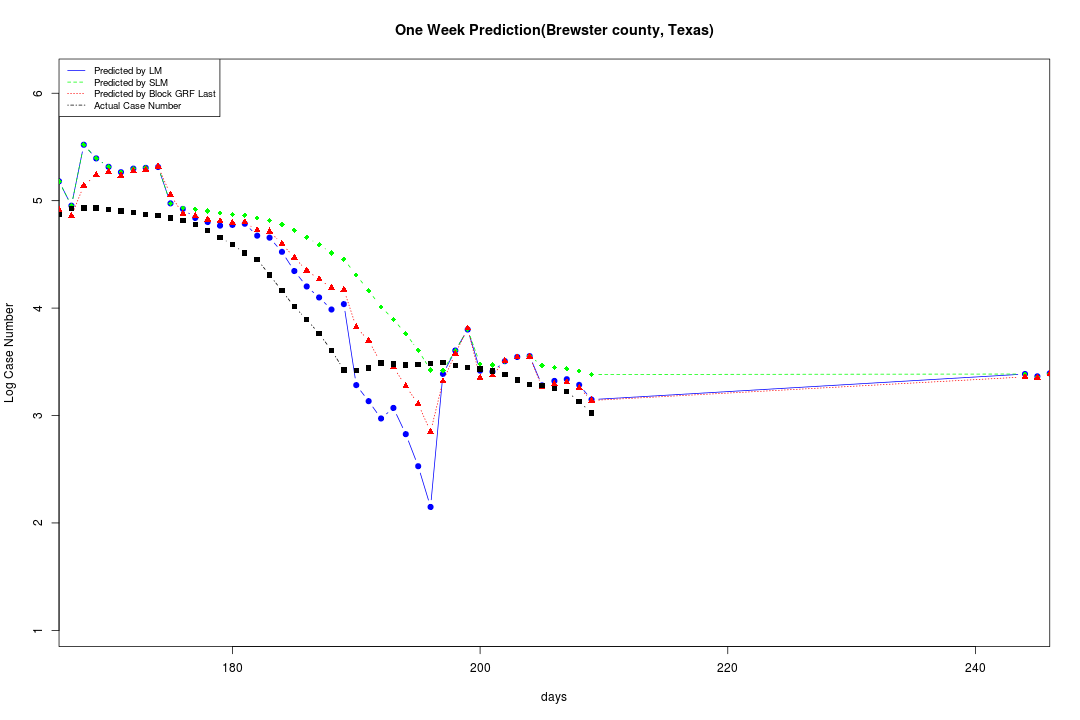 One Week Prediction(Brewster county, Texas)
Predicted by LM
Predicted by SLM
Predicted by Block GRF Last
Actual Case Number
6
5
4
3
2
1
Log Case Number
180
200
220
240
days